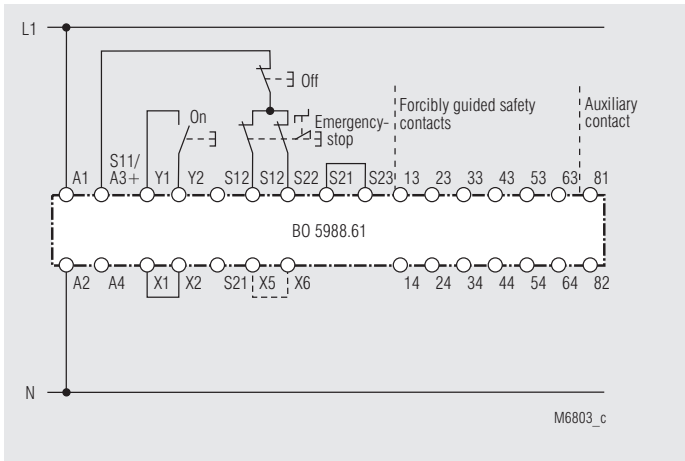 L1
Off
On
Emergency-
stop
Forcibly guided safety
contacts
Auxiliary
contact
S11/
A1 A3+ Y1 Y2 S12 S12 S22 S21 S23 13 23 33 43 53 63 81
BO 5988.61
A2 A4 X1 X2 S21 X5 X6 14 24 34 44 54 64 82
N
M6803_c